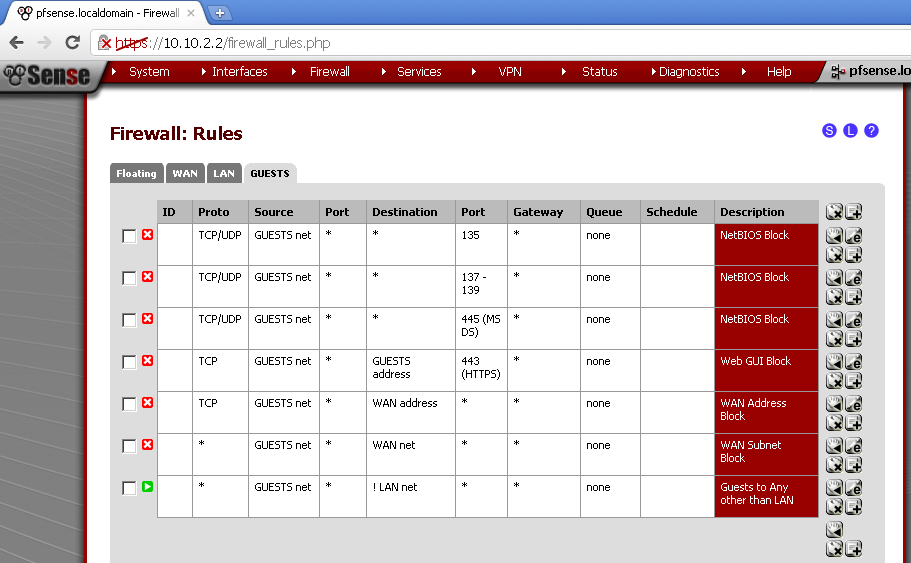 pfsense.localdomain - Firewall
https://10.10.2.2/firewall_rules.php
Sense System Interfaces Firewall Services VPN Status Diagnostics Help pfsense.lo
Firewall: Rules S L ?
Floating WAN LAN GUESTS
ID Proto Source Port Destination Port Gateway Queue Schedule Description
TCP/UDP GUESTS net * * 135 * none NetBIOS Block
TCP/UDP GUESTS net * * 137 - * none NetBIOS Block
139
TCP/UDP GUESTS net * * 445 (MS * none NetBIOS Block
DS)
TCP GUESTS net * GUESTS 443 * none Web GUI Block
address (HTTPS)
TCP GUESTS net * WAN address * * none WAN Address
Block
* GUESTS net * WAN net * * none WAN Subnet
Block
* GUESTS net * ! LAN net * * none Guests to Any
other than LAN